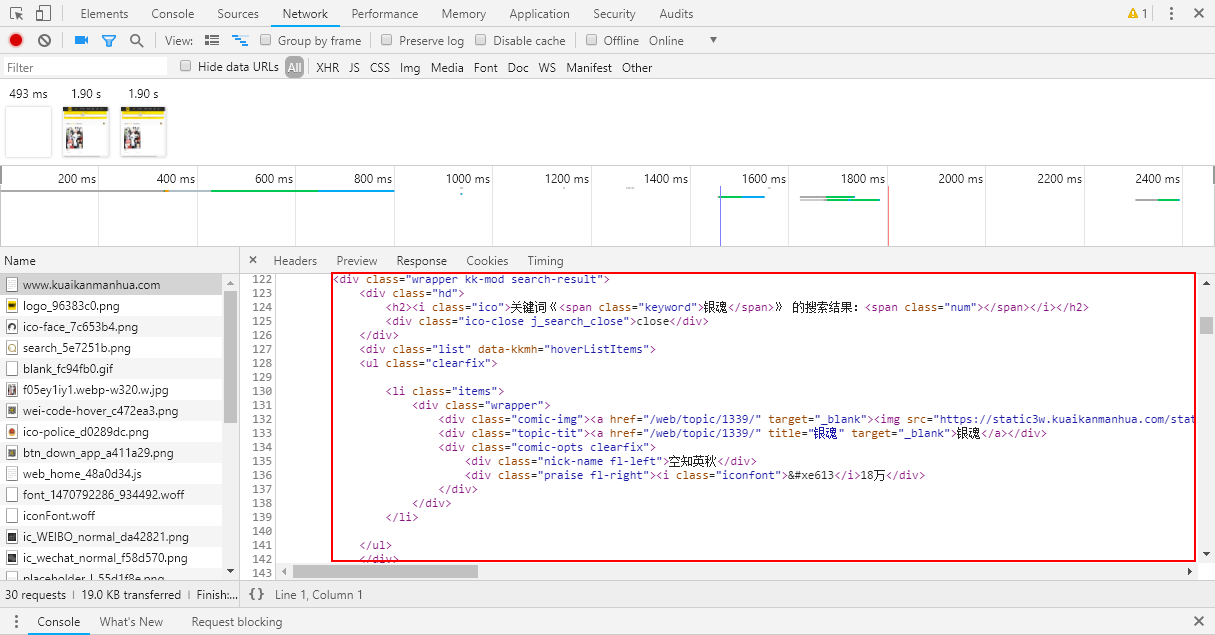 Elements Console Sources Network Performance Memory Application Security Audits 1
View: Group by frame Preserve log Disable cache Offline Online
Filter Hide data URLs All XHR JS CSS Img Media Font Doc WS Manifest Other
493 ms 1.90 s 1.90 s
200 ms 400 ms 600 ms 800 ms 1000 ms 1200 ms 1400 ms 1600 ms 1800 ms 2000 ms 2200 ms 2400 ms
Name
www.kuaikanmanhua.com
logo_96383c0.png
ico-face_7c653b4.png
search_5e7251b.png
blank_fc94fb0.gif
f05ey1iy1.webp-w320.w.jpg
wei-code-hover_c472ea3.png
ico-police_d0289dc.png
btn_down_app_a411a29.png
web_home_48a0d34.js
font_1470792286_934492.woff
iconFont.woff
ic_WEIBO_normal_da42821.png
ic_wechat_normal_f58d570.png
placeholder_l_55d1f8e.png
30 requests | 19.0 KB transferred | Finish:...
× Headers Preview Response Cookies Timing
122 <div class="wrapper kk-mod search-result">
123 <div class="hd">
124 <h2><i class="ico">关键词《<span class="keyword">银魂</span>》 的搜索结果：<span class="num"></span></i></h2>
125 <div class="ico-close j_search_close">close</div>
126 </div>
127 <div class="list" data-kkmh="hoverListItems">
128 <ul class="clearfix">
129
130 <li class="items">
131 <div class="wrapper">
132 <div class="comic-img"><a href="/web/topic/1339/" target="_blank"><img src="https://static3w.kuaikanmanhua.com/stat
133 <div class="topic-tit"><a href="/web/topic/1339/" title="银魂" target="_blank">银魂</a></div>
134 <div class="comic-opts clearfix">
135 <div class="nick-name fl-left">空知英秋</div>
136 <div class="praise fl-right"><i class="iconfont">&#xe613</i>18万</div>
137 </div>
138 </div>
139 </li>
140
141 </ul>
142 </div>
143
{} Line 1, Column 1
Console What's New Request blocking